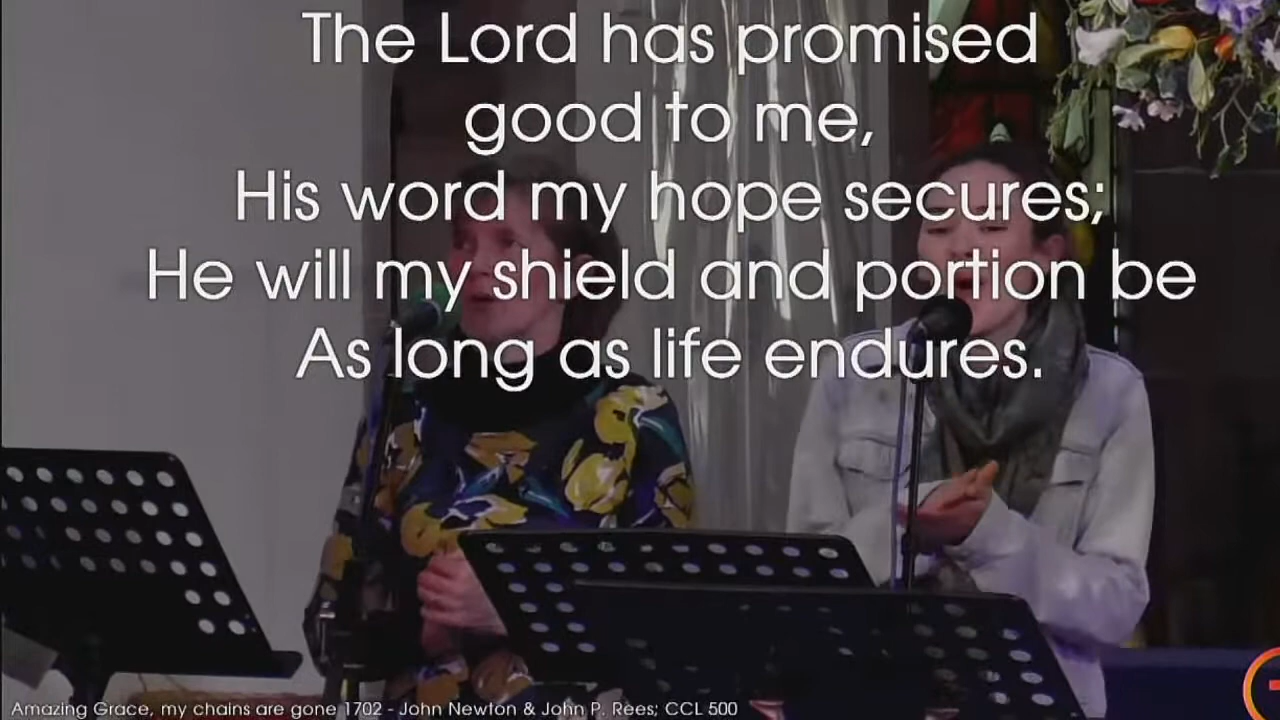 The Lord has promised
good to me,
His word my hope secures;
He will my shield and portion be
As long as life endures.
Amazing Grace, my chains are gone 1702 - John Newton & John P. Rees; CCL 500